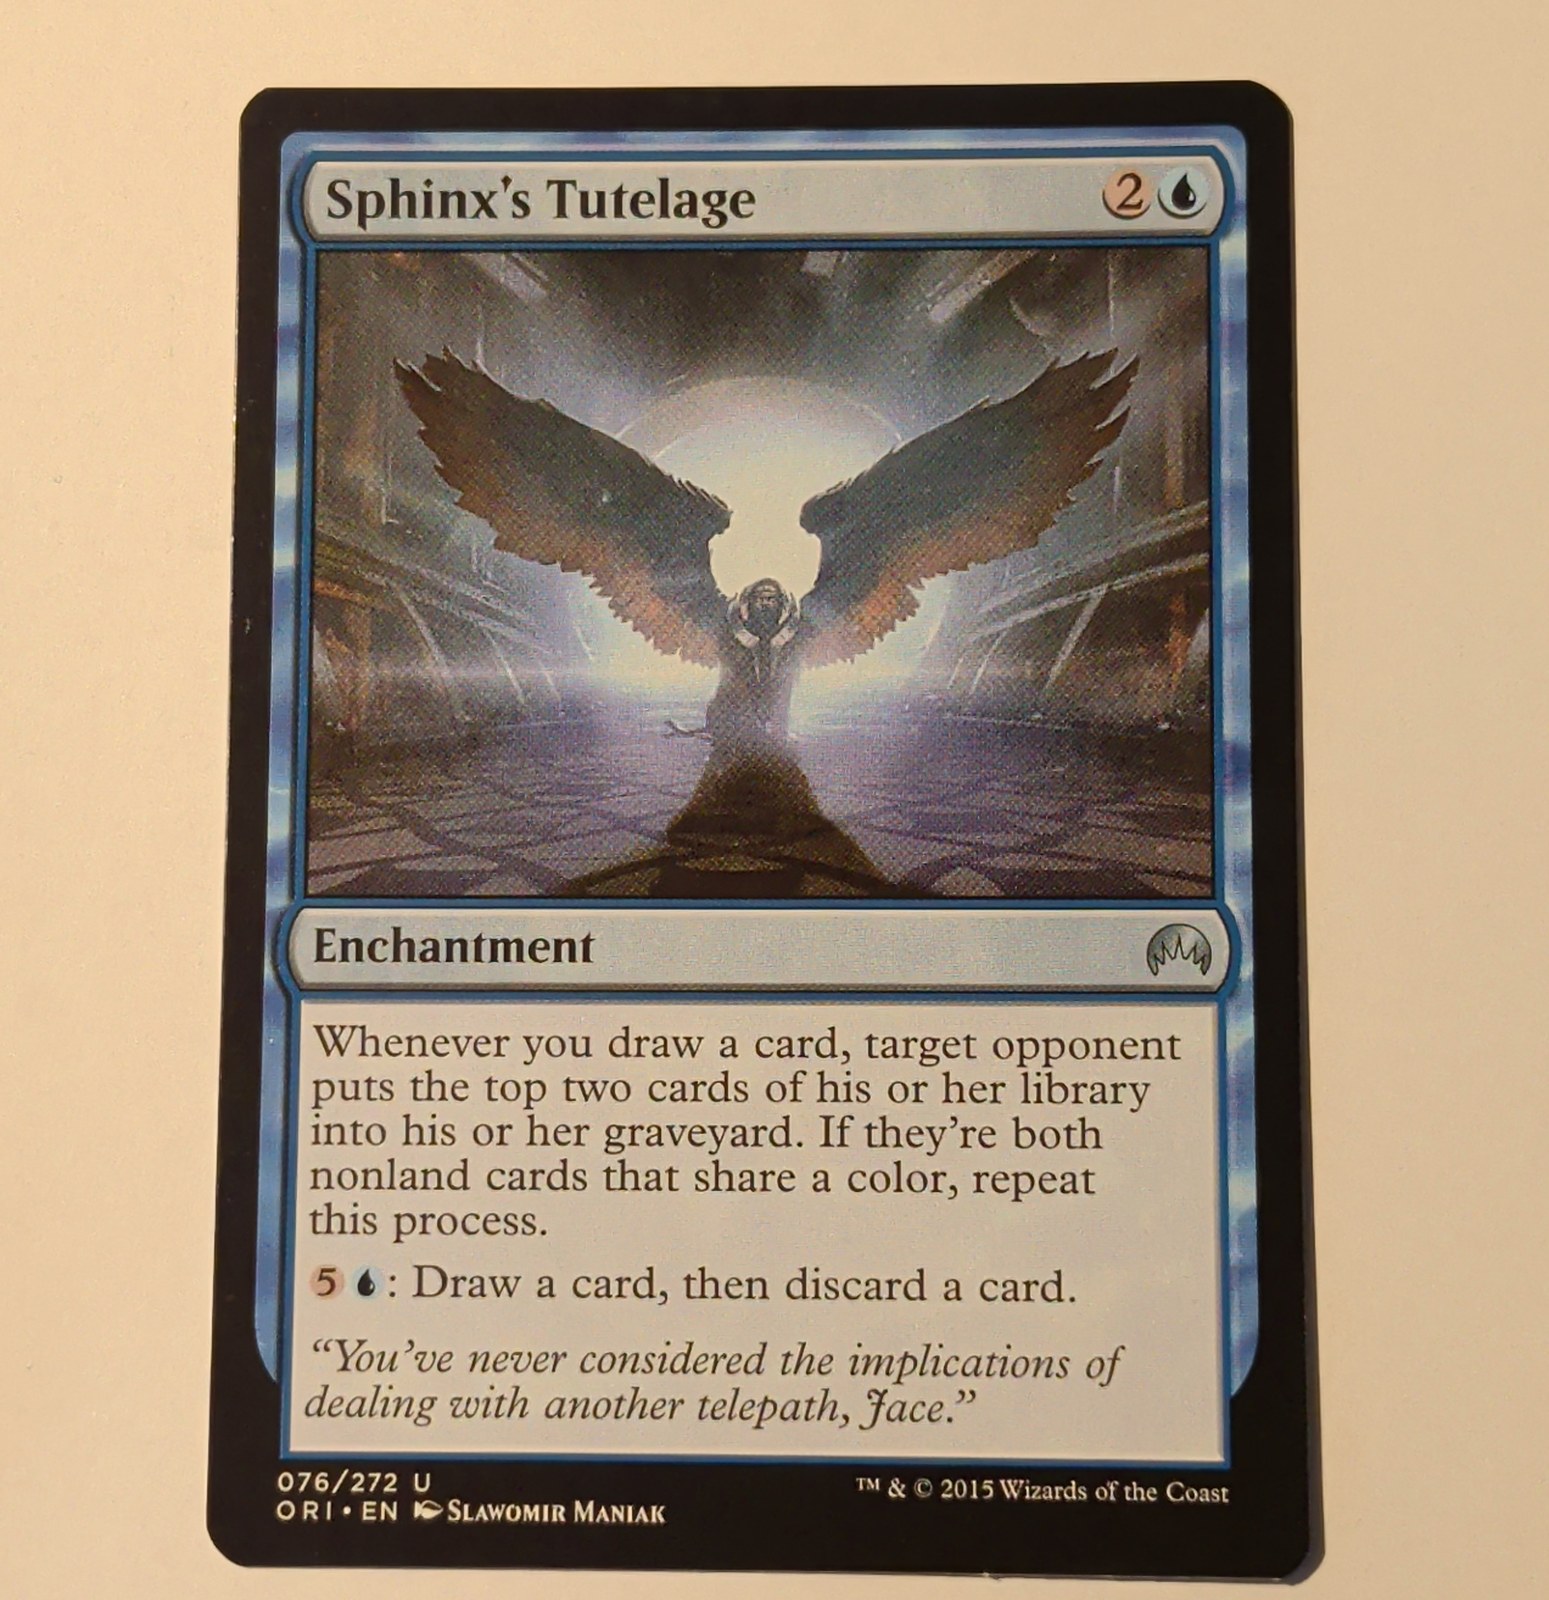 Sphinx's Tutelage 2
Enchantment
Whenever you draw a card, target opponent
puts the top two cards of his or her library
into his or her graveyard. If they're both
nonland cards that share a color, repeat
this process.
5 : Draw a card, then discard a card.
“You've never considered the implications of
dealing with another telepath, Jace.”
076/272 U
ORI • EN SLAWOMIR MANIAK
™ & © 2015 Wizards of the Coast